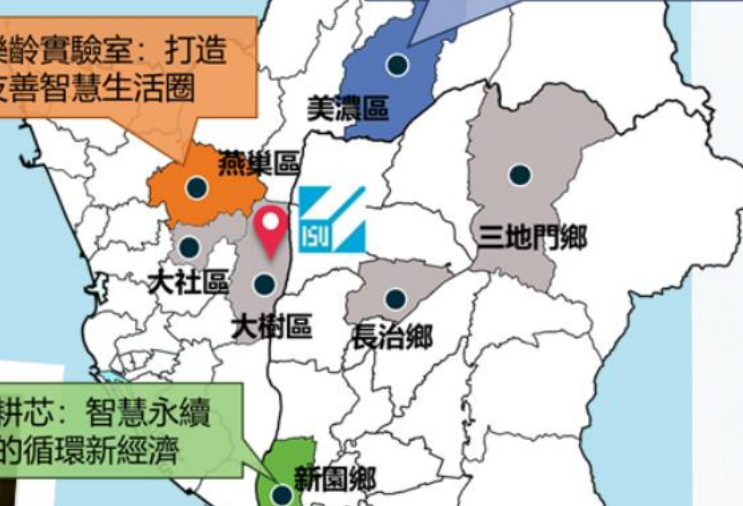 樂齡實驗室：打造
友善智慧生活圈
美濃區
燕巢區
ISU
三地門鄉
大社區
大樹區
長治鄉
耕芯：智慧永續
的循環新經濟
新園鄉